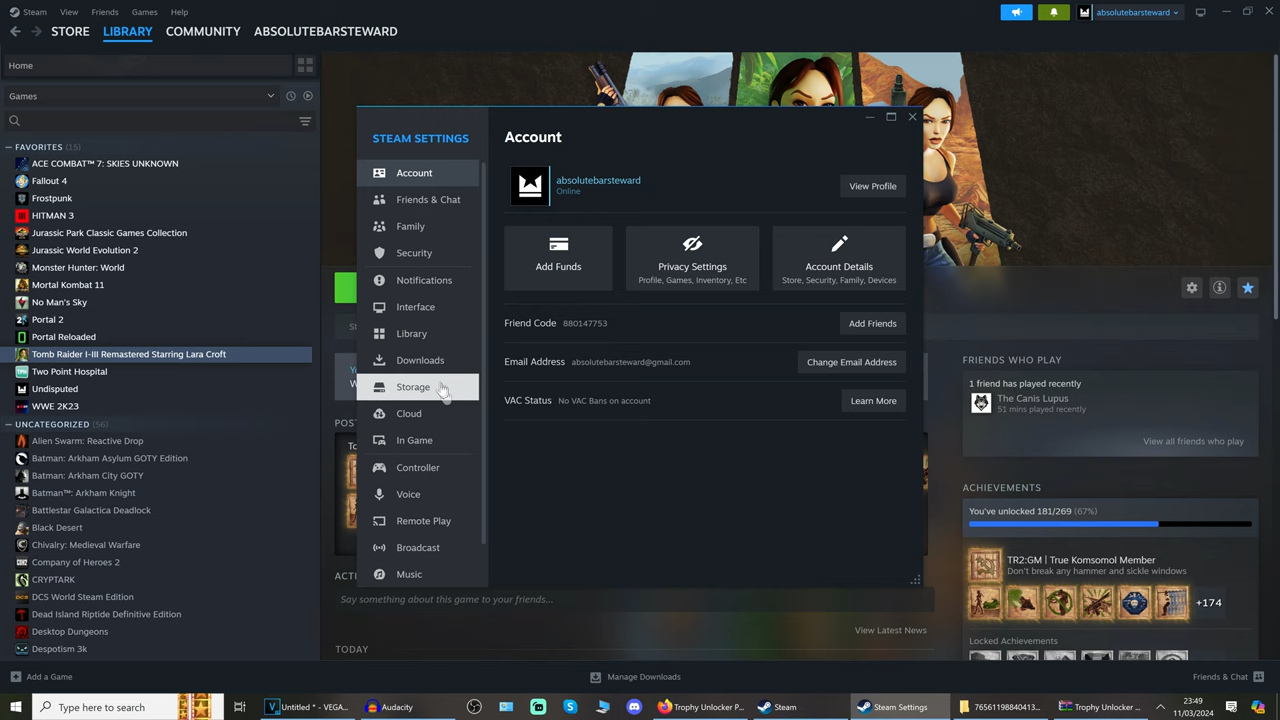 Steam View Friends Games Help
absolutebarsteward
STORE LIBRARY COMMUNITY ABSOLUTEBARSTEWARD
Home
Games
FAVORITES (15)
ACE COMBAT™ 7: SKIES UNKNOWN
Fallout 4
Frostpunk
HITMAN 3
Jurassic Park Classic Games Collection
Jurassic World Evolution 2
Monster Hunter: World
Mortal Kombat 11
No Man's Sky
Portal 2
Portal Reloaded
Tomb Raider I-III Remastered Starring Lara Croft
Two Point Hospital
Undisputed
WWE 2K23
UNCATEGORIZED (56)
Alien Swarm: Reactive Drop
Batman: Arkham Asylum GOTY Edition
Batman: Arkham City GOTY
Batman™: Arkham Knight
Battlestar Galactica Deadlock
Black Desert
Chivalry: Medieval Warfare
Company of Heroes 2
CRYPTARK
DCS World Steam Edition
Dead Island Riptide Definitive Edition
Desktop Dungeons
Despotism 3k
STEAM SETTINGS
Account
Friends & Chat
Family
Security
Notifications
Interface
Library
Downloads
Storage
Cloud
In Game
Controller
Voice
Remote Play
Broadcast
Music
Account
absolutebarsteward
Online
View Profile
Add Funds
Privacy Settings
Profile, Games, Inventory, Etc
Account Details
Store, Security, Family, Devices
Friend Code 880147753 Add Friends
Email Address absolutebarsteward@gmail.com Change Email Address
VAC Status No VAC Bans on account Learn More
Say something about this game to your friends...
View Latest News
TODAY
FRIENDS WHO PLAY
1 friend has played recently
The Canis Lupus
51 mins played recently
View all friends who play
ACHIEVEMENTS
You've unlocked 181/269 (67%)
TR2:GM | True Komsomol Member
Don't break any hammer and sickle windows
+174
Locked Achievements
Add a Game Manage Downloads Friends & Chat
Type here to search
Untitled * - VEGA...
Audacity
Trophy Unlocker P...
Steam
Steam Settings
76561198840413...
Trophy Unlocker ...
23:49
11/03/2024